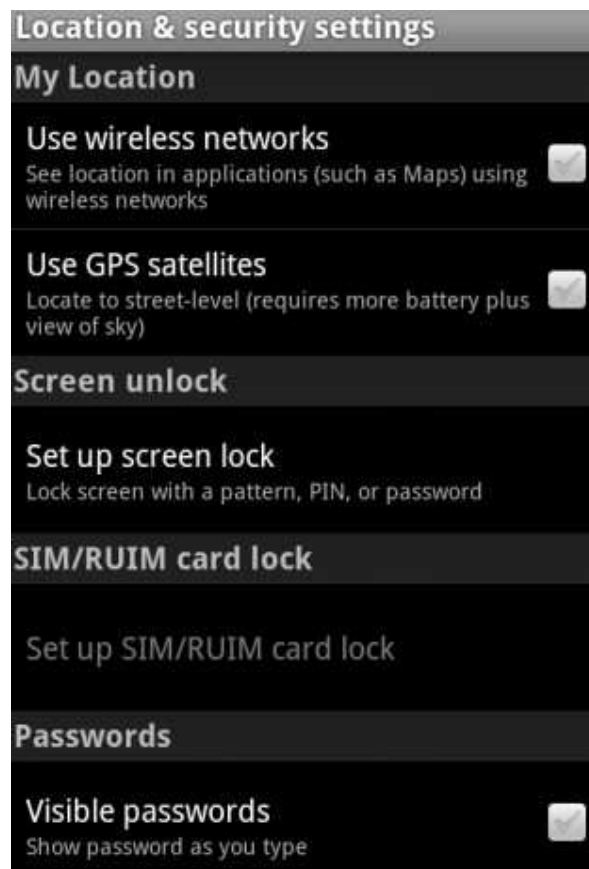 Location & security settings
My Location
Use wireless networks
See location in applications (such as Maps) using
wireless networks
Use GPS satellites
Locate to street-level (requires more battery plus
view of sky)
Screen unlock
Set up screen lock
Lock screen with a pattern, PIN, or password
SIM/RUIM card lock
Set up SIM/RUIM card lock
Passwords
Visible passwords
Show password as you type